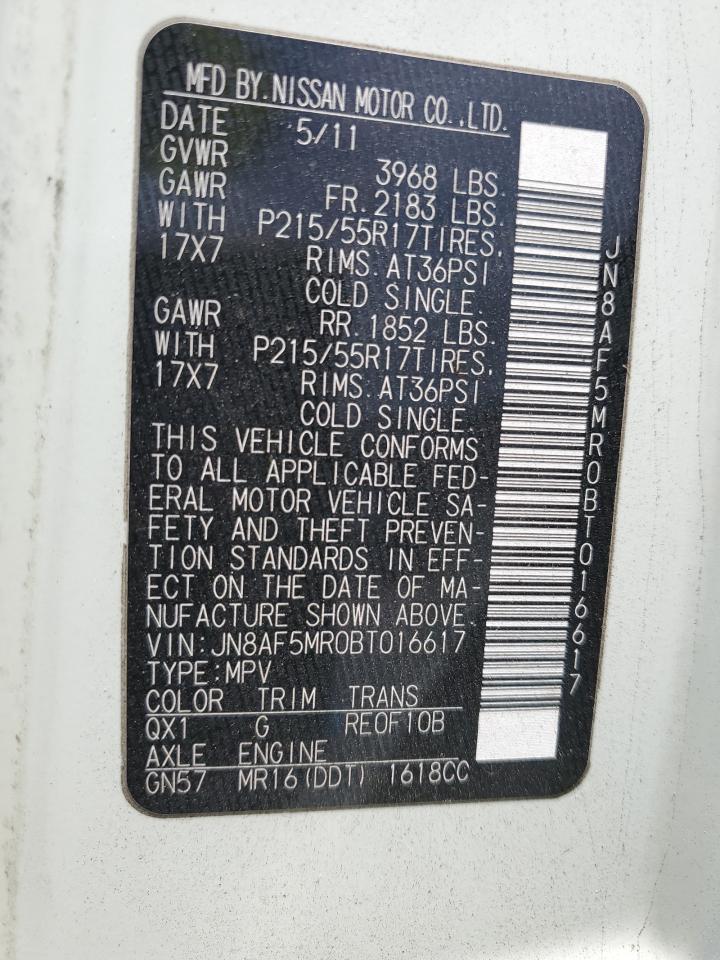 MFD BY.NISSAN MOTOR CO.,LTD.
DATE 5/11
GVWR 3968 LBS.
GAWR FR.2183 LBS.
WITH P215/55R17TIRES,
17X7 RIMS.AT36PSI
COLD SINGLE.
GAWR RR.1852 LBS.
WITH P215/55R17TIRES,
17X7 RIMS.AT36PSI
COLD SINGLE.
THIS VEHICLE CONFORMS
TO ALL APPLICABLE FED-
ERAL MOTOR VEHICLE SA-
FETY AND THEFT PREVEN-
TION STANDARDS IN EFF-
ECT ON THE DATE OF MA-
NUFACTURE SHOWN ABOVE.
VIN:JN8AF5MR0BT016617
TYPE:MPV
COLOR TRIM TRANS
QX1 G RE0F10B
AXLE ENGINE
GN57 MR16(DDT) 1618CC
JN8AF5MR0BT016617